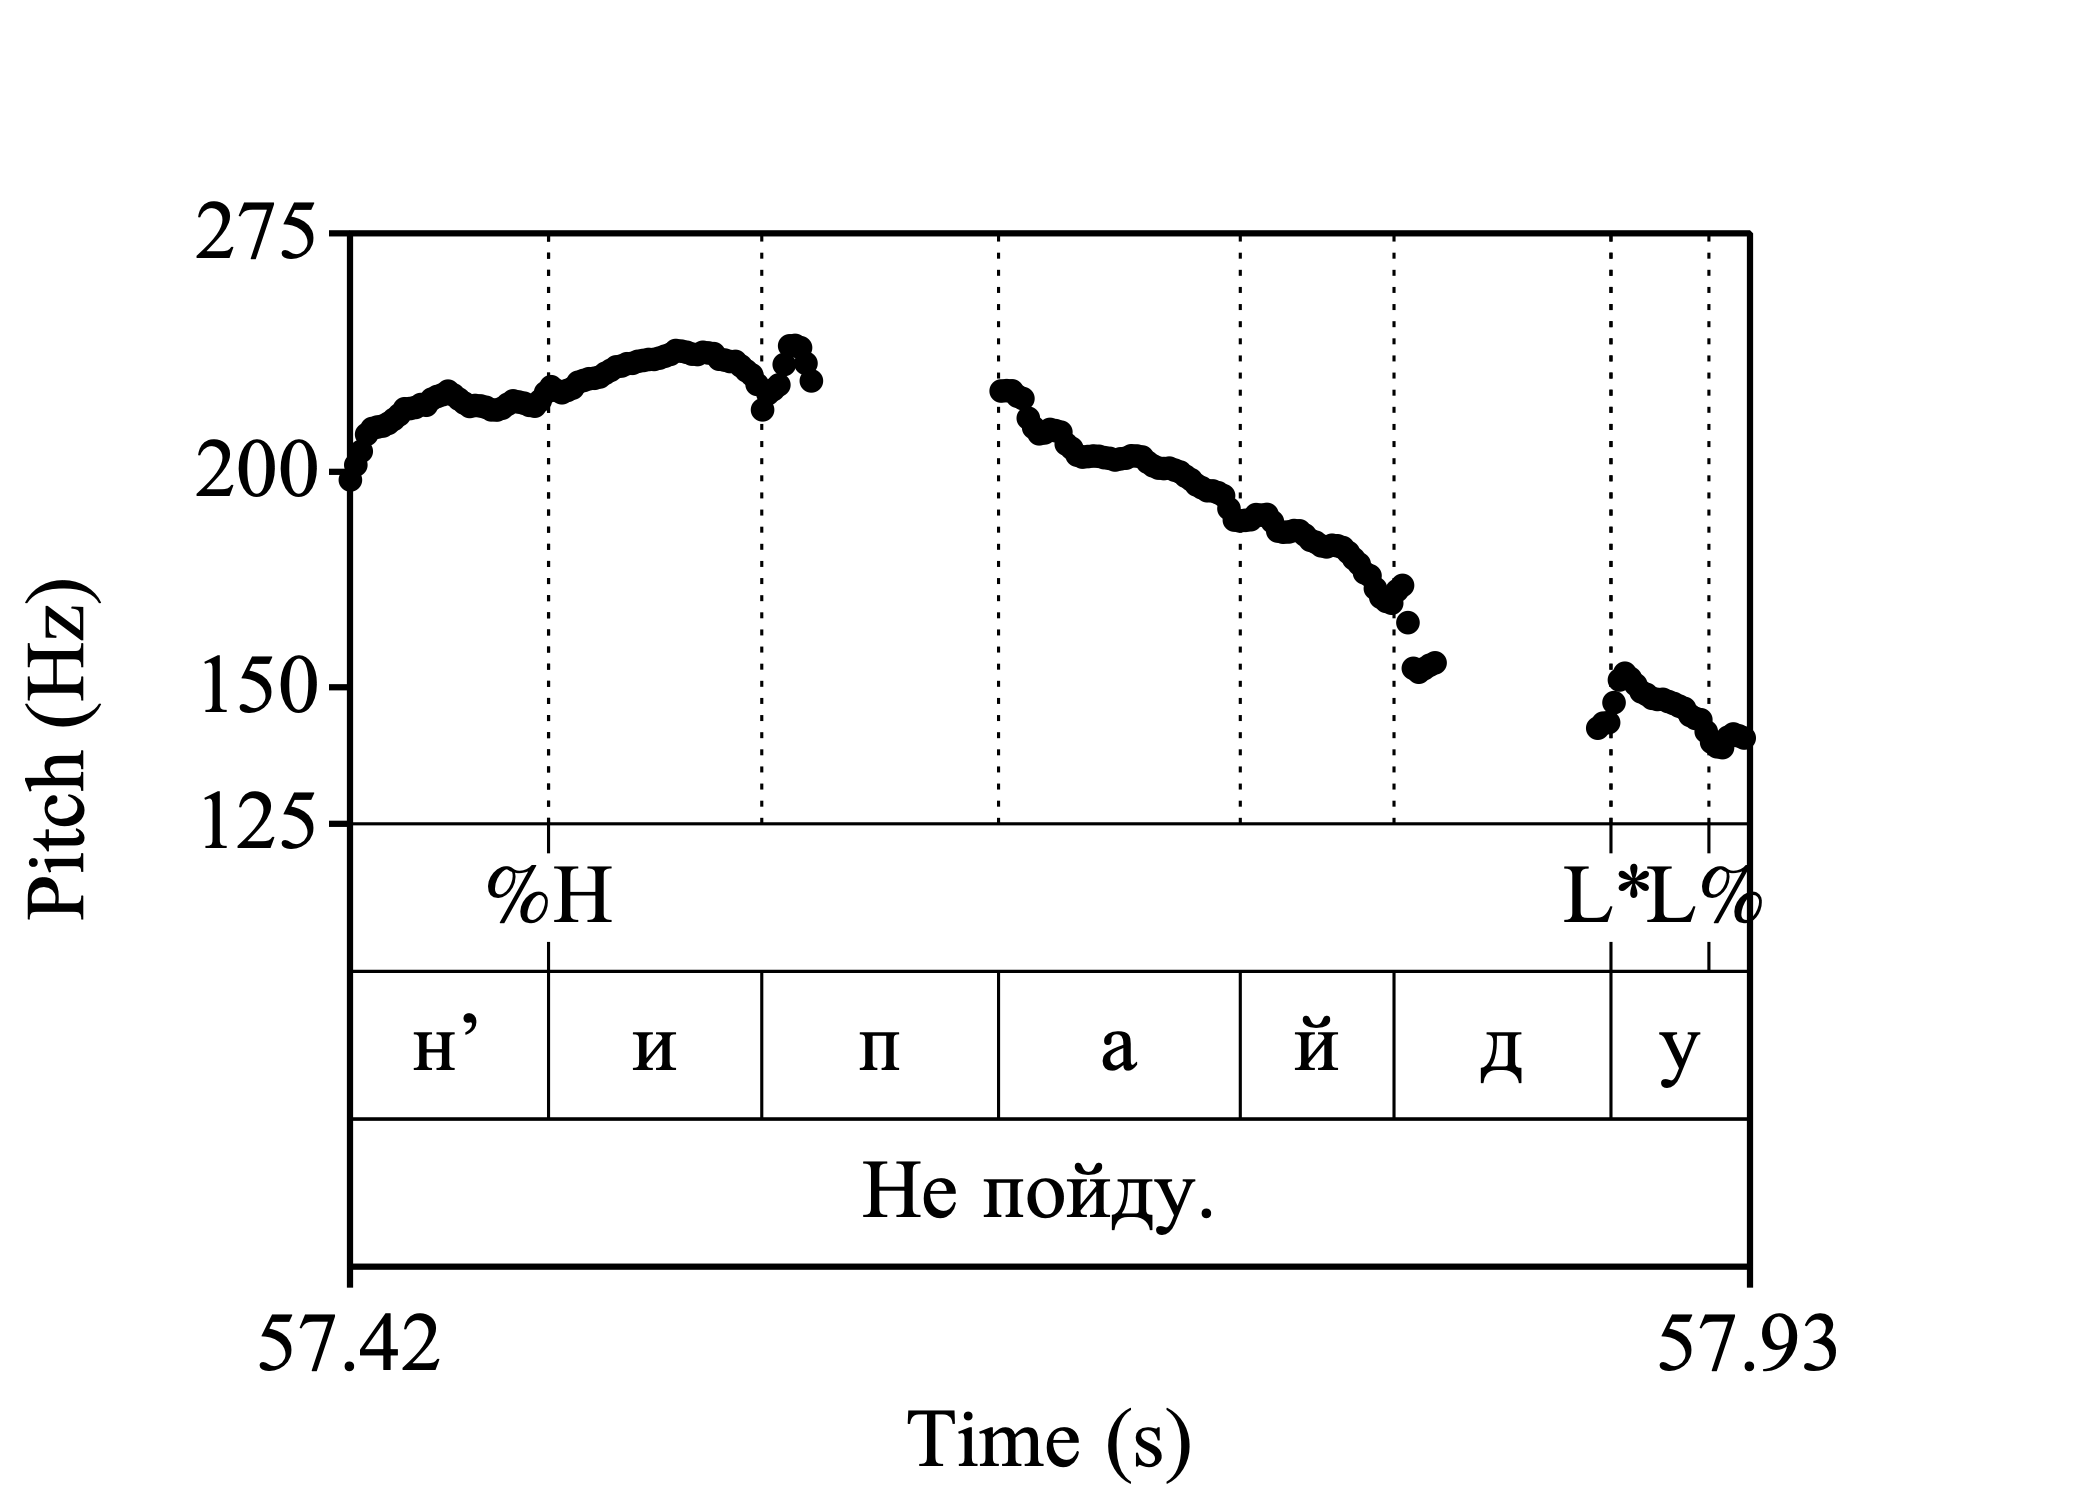 275
200
150
125
Pitch (Hz)
%H L* L%
н’ и п а й д у
Не пойду.
57.42 57.93
Time (s)